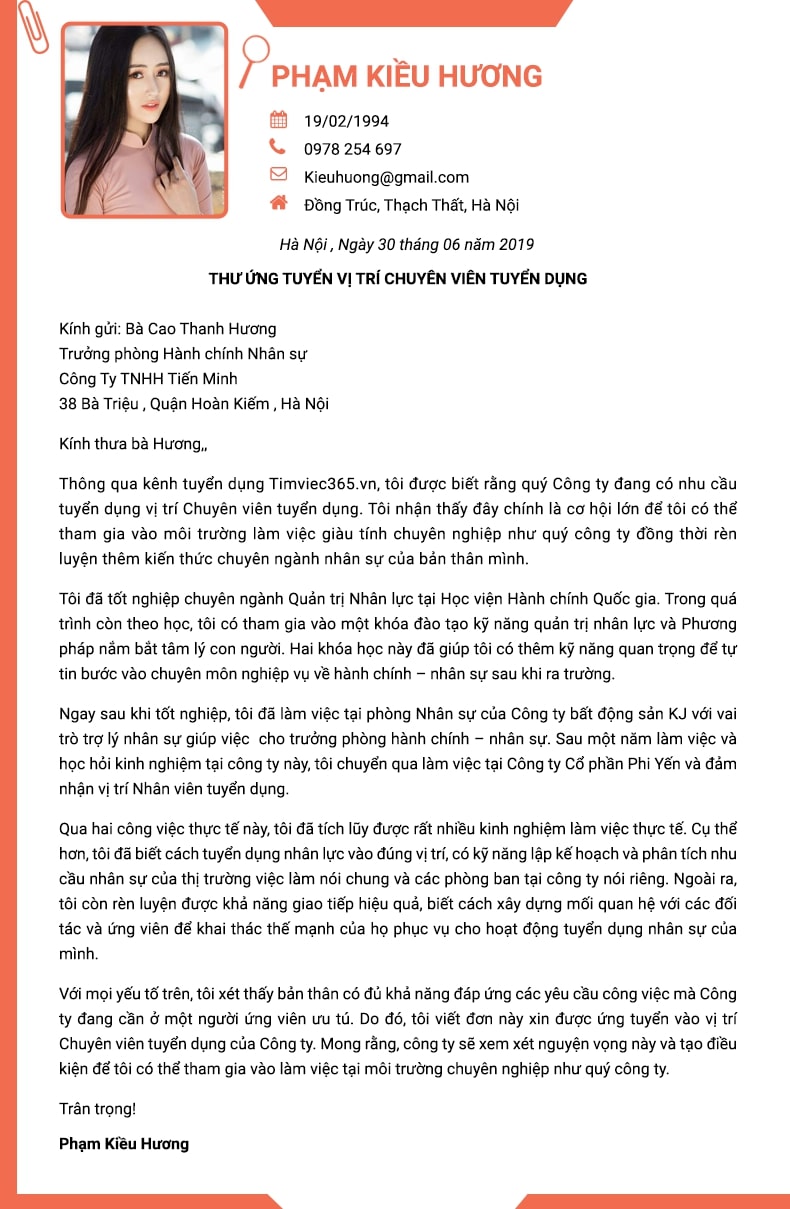 PHẠM KIỀU HƯƠNG
19/02/1994
0978 254 697
Kieuhuong@gmail.com
Đồng Trúc, Thạch Thất, Hà Nội
Hà Nội , Ngày 30 tháng 06 năm 2019
THƯ ỨNG TUYỂN VỊ TRÍ CHUYÊN VIÊN TUYỂN DỤNG
Kính gửi: Bà Cao Thanh Hương
Trưởng phòng Hành chính Nhân sự
Công Ty TNHH Tiến Minh
38 Bà Triệu , Quận Hoàn Kiếm , Hà Nội
Kính thưa bà Hương,,
Thông qua kênh tuyển dụng Timviec365.vn, tôi được biết rằng quý Công ty đang có nhu cầu
tuyển dụng vị trí Chuyên viên tuyển dụng. Tôi nhận thấy đây chính là cơ hội lớn để tôi có thể
tham gia vào môi trường làm việc giàu tính chuyên nghiệp như quý công ty đồng thời rèn
luyện thêm kiến thức chuyên ngành nhân sự của bản thân mình.
Tôi đã tốt nghiệp chuyên ngành Quản trị Nhân lực tại Học viện Hành chính Quốc gia. Trong quá
trình còn theo học, tôi có tham gia vào một khóa đào tạo kỹ năng quản trị nhân lực và Phương
pháp nắm bắt tâm lý con người. Hai khóa học này đã giúp tôi có thêm kỹ năng quan trọng để tự
tin bước vào chuyên môn nghiệp vụ về hành chính – nhân sự sau khi ra trường.
Ngay sau khi tốt nghiệp, tôi đã làm việc tại phòng Nhân sự của Công ty bất động sản KJ với vai
trò trợ lý nhân sự giúp việc  cho trưởng phòng hành chính – nhân sự. Sau một năm làm việc và
học hỏi kinh nghiệm tại công ty này, tôi chuyển qua làm việc tại Công ty Cổ phần Phi Yến và đảm
nhận vị trí Nhân viên tuyển dụng.
Qua hai công việc thực tế này, tôi đã tích lũy được rất nhiều kinh nghiệm làm việc thực tế. Cụ thể
hơn, tôi đã biết cách tuyển dụng nhân lực vào đúng vị trí, có kỹ năng lập kế hoạch và phân tích nhu
cầu nhân sự của thị trường việc làm nói chung và các phòng ban tại công ty nói riêng. Ngoài ra,
tôi còn rèn luyện được khả năng giao tiếp hiệu quả, biết cách xây dựng mối quan hệ với các đối
tác và ứng viên để khai thác thế mạnh của họ phục vụ cho hoạt động tuyển dụng nhân sự của
mình.
Với mọi yếu tố trên, tôi xét thấy bản thân có đủ khả năng đáp ứng các yêu cầu công việc mà Công
ty đang cần ở một người ứng viên ưu tú. Do đó, tôi viết đơn này xin được ứng tuyển vào vị trí
Chuyên viên tuyển dụng của Công ty. Mong rằng, công ty sẽ xem xét nguyện vọng này và tạo điều
kiện để tôi có thể tham gia vào làm việc tại môi trường chuyên nghiệp như quý công ty.
Trân trọng!
Phạm Kiều Hương